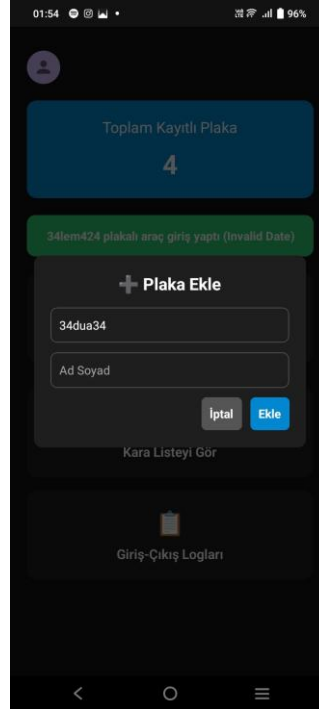 01:54
96%
Toplam Kayıtlı Plaka
4
34lem424 plakalı araç giriş yaptı (Invalid Date)
Plaka Ekle
34dua34
Ad Soyad
İptal
Ekle
Kara Listeyi Gör
Giriş-Çıkış Logları